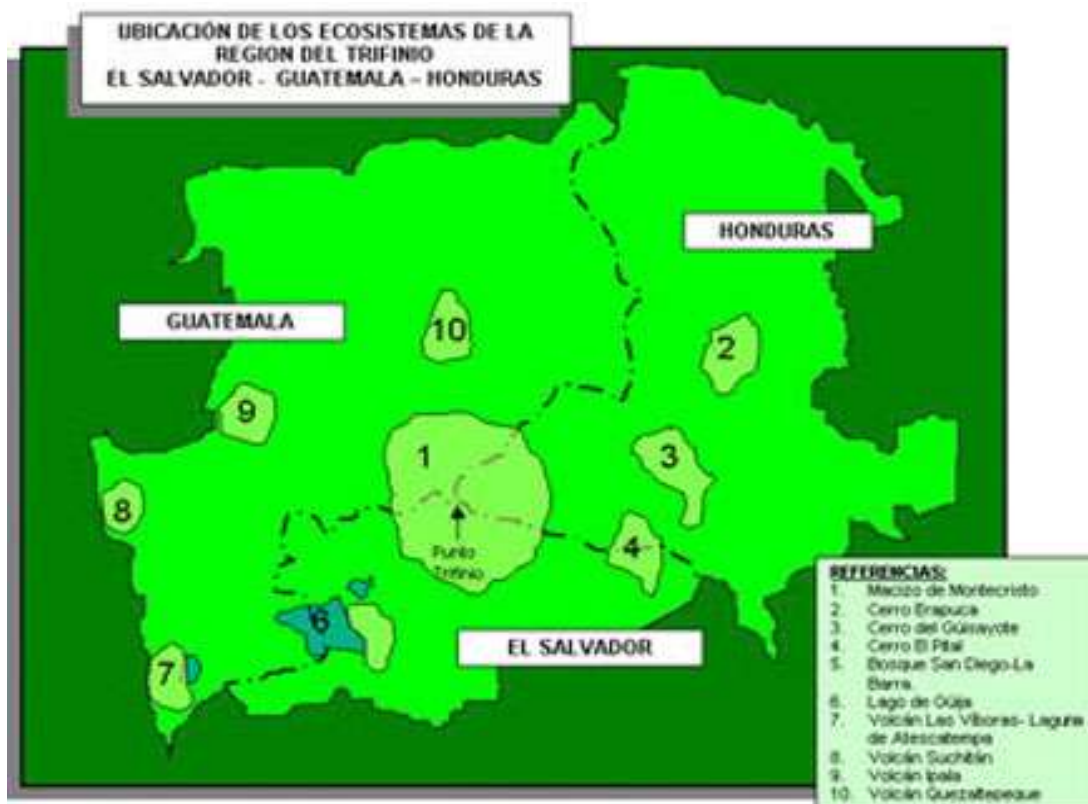 UBICACIÓN DE LOS ECOSISTEMAS DE LA
REGION DEL TRIFINIO
EL SALVADOR - GUATEMALA – HONDURAS
HONDURAS
GUATEMALA
10
2
9
1
3
8
4
Punto
Trifinio
6
EL SALVADOR
7
REFERENCIAS:
1. Macizo de Montecristo
2. Cerro Erapuca
3. Cerro del Güisayote
4. Cerro El Pital
5. Bosque San Diego-La
Barra.
6. Lago de Güija
7. Volcán Las Víboras- Laguna
de Atescatempa
8. Volcán Suchitán
9. Volcán Ipala
10. Volcán Quezaltepeque